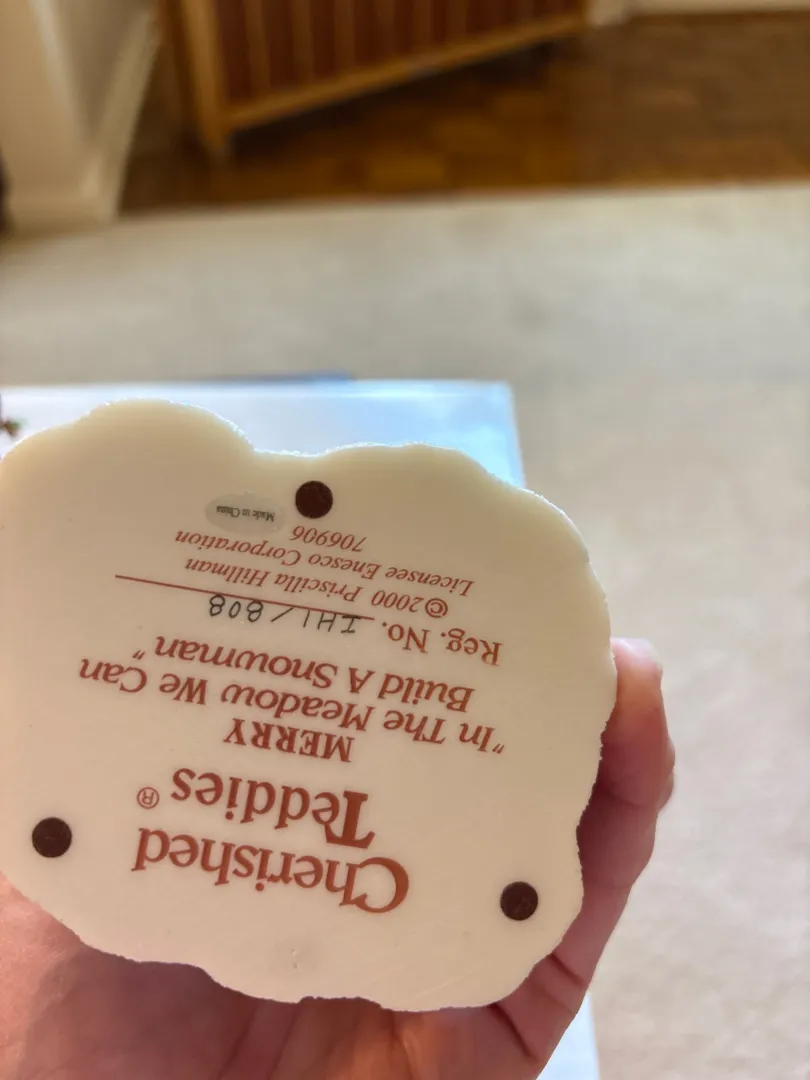 Cherished
Teddies®
MERRY
"In The Meadow We Can
Build A Snowman"
Reg. No. IHI/808
©2000 Priscilla Hillman
Licensee Enesco Corporation
706906
Made in China